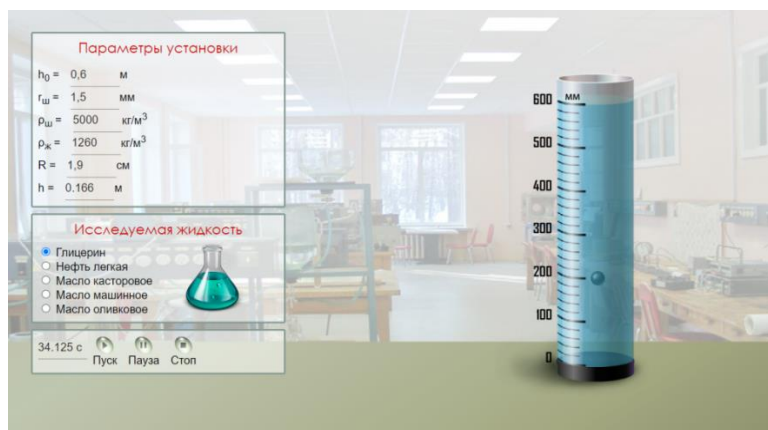 Параметры установки
h₀ = 0,6 м
rш = 1,5 мм
ρш = 5000 кг/м³
ρж = 1260 кг/м³
R = 1,9 см
h = 0.166 м
Исследуемая жидкость
Глицерин
Нефть легкая
Масло касторовое
Масло машинное
Масло оливковое
34.125 с
Пуск Пауза Стоп
600 мм
500
400
300
200
100
0